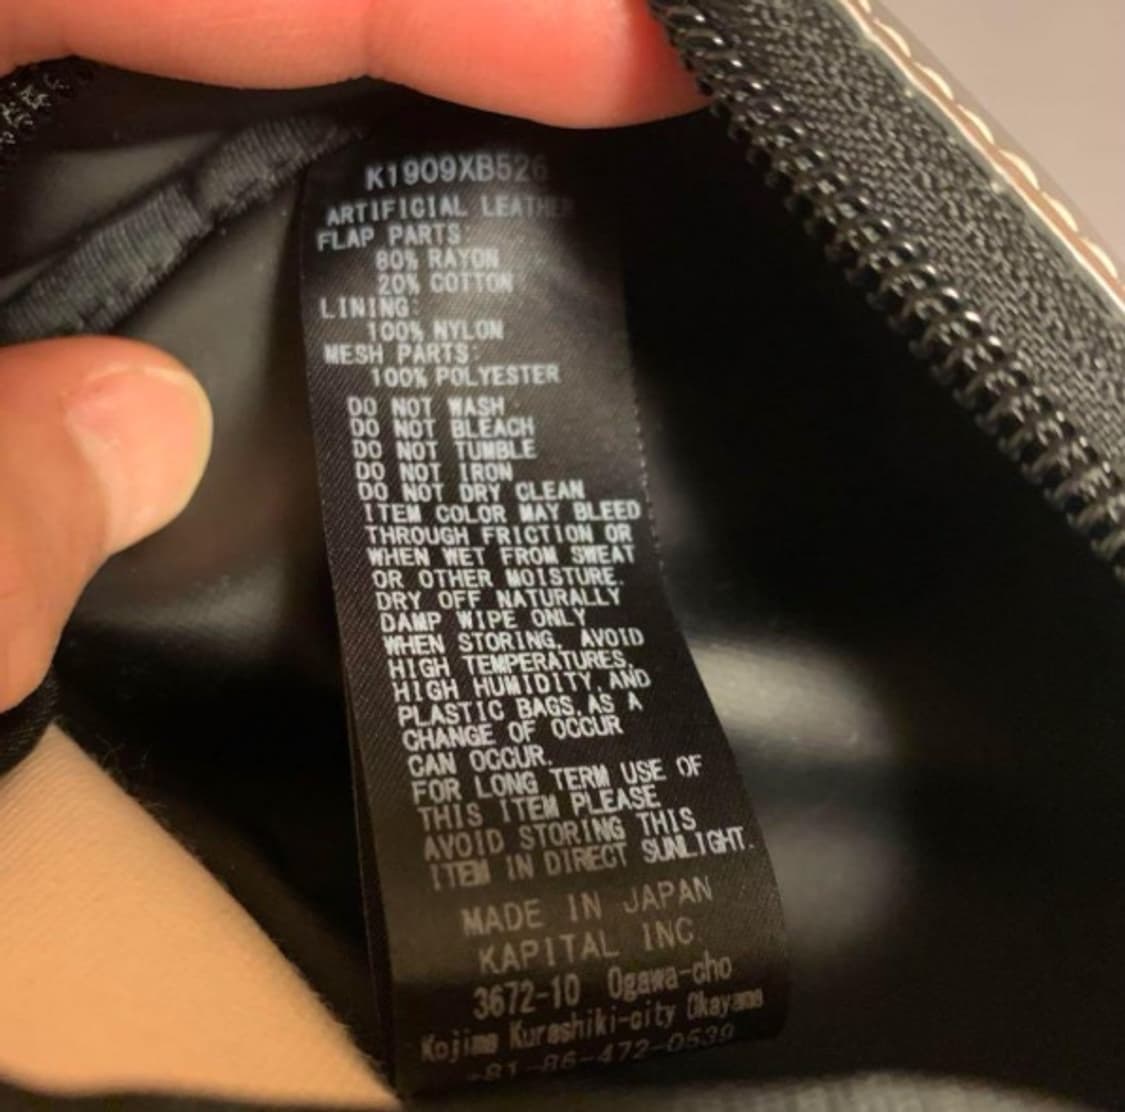 K1909XB526
ARTIFICIAL LEATHER
FLAP PARTS:
80% RAYON
20% COTTON
LINING:
100% NYLON
MESH PARTS:
100% POLYESTER
DO NOT WASH
DO NOT BLEACH
DO NOT TUMBLE
DO NOT IRON
DO NOT DRY CLEAN
ITEM COLOR MAY BLEED
THROUGH FRICTION OR
WHEN WET FROM SWEAT
OR OTHER MOISTURE.
DRY OFF NATURALLY
DAMP WIPE ONLY
WHEN STORING, AVOID
HIGH TEMPERATURES,
HIGH HUMIDITY, AND
PLASTIC BAGS, AS A
CHANGE OF OCCUR
CAN OCCUR.
FOR LONG TERM USE OF
THIS ITEM PLEASE
AVOID STORING THIS
ITEM IN DIRECT SUNLIGHT.
MADE IN JAPAN
KAPITAL INC.
3672-10 Ogawa-cho
Kojima Kurashiki-city Okayama
+81-86-472-0539